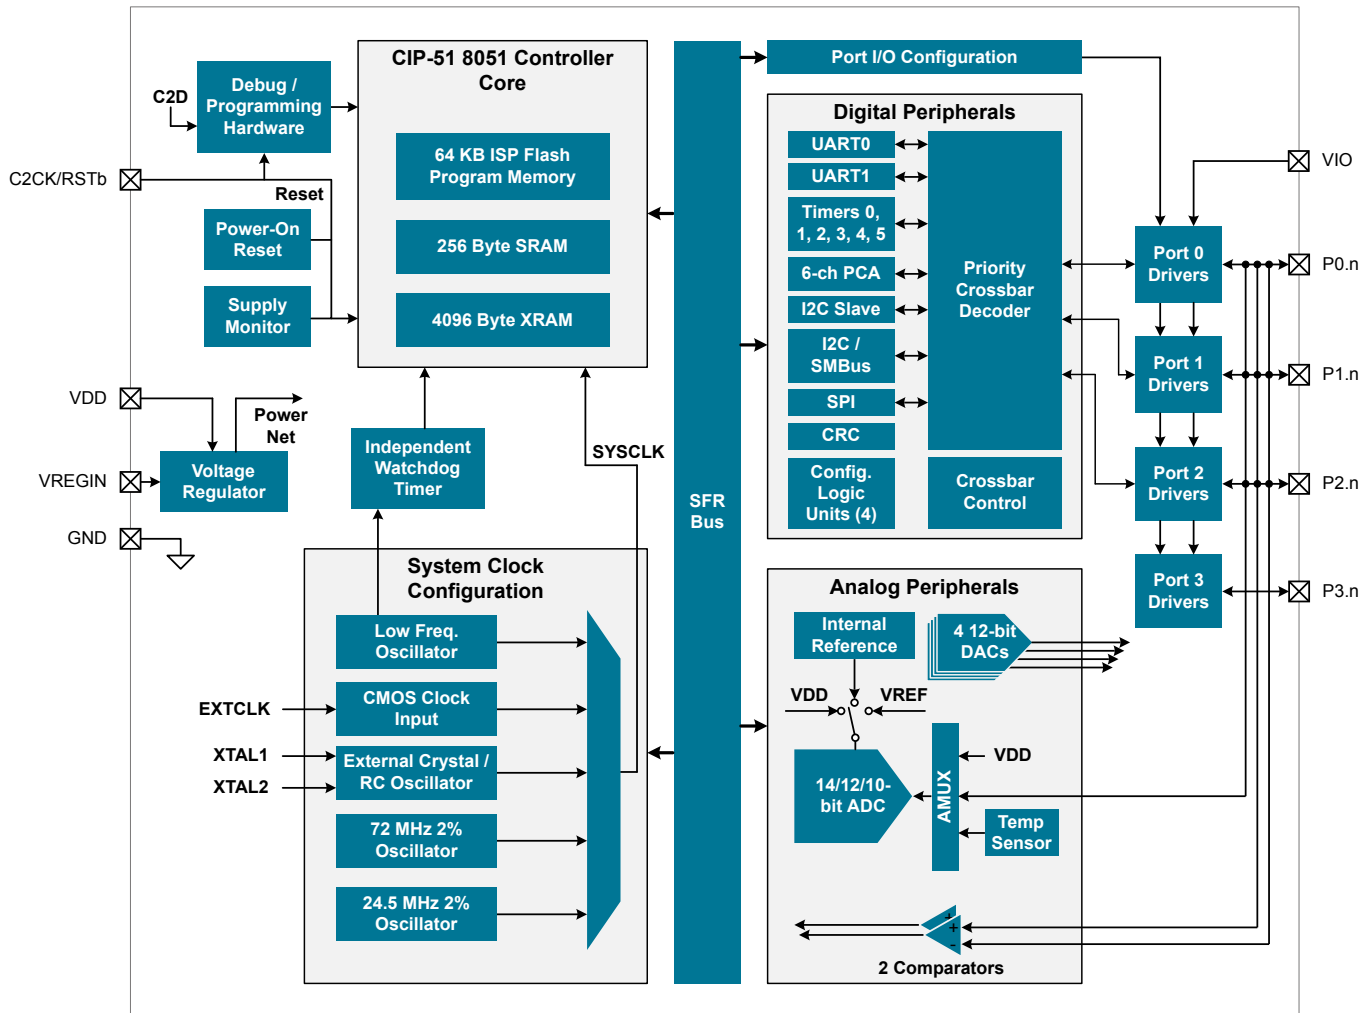 CIP-51 8051 Controller
Core
64 KB ISP Flash
Program Memory
256 Byte SRAM
4096 Byte XRAM
Debug /
Programming
Hardware
C2D
C2CK/RSTb
Reset
Power-On
Reset
Supply
Monitor
VDD
Power
Net
VREGIN
Voltage
Regulator
GND
Independent
Watchdog
Timer
SYSCLK
System Clock
Configuration
Low Freq.
Oscillator
EXTCLK
CMOS Clock
Input
XTAL1
XTAL2
External Crystal /
RC Oscillator
72 MHz 2%
Oscillator
24.5 MHz 2%
Oscillator
SFR
Bus
Port I/O Configuration
Digital Peripherals
UART0
UART1
Timers 0,
1, 2, 3, 4, 5
6-ch PCA
I2C Slave
I2C /
SMBus
SPI
CRC
Config.
Logic
Units (4)
Priority
Crossbar
Decoder
Crossbar
Control
Analog Peripherals
Internal
Reference
4 12-bit
DACs
VDD
VREF
14/12/10-
bit ADC
AMUX
VDD
Temp
Sensor
+
+
-
2 Comparators
VIO
Port 0
Drivers
P0.n
Port 1
Drivers
P1.n
Port 2
Drivers
P2.n
Port 3
Drivers
P3.n